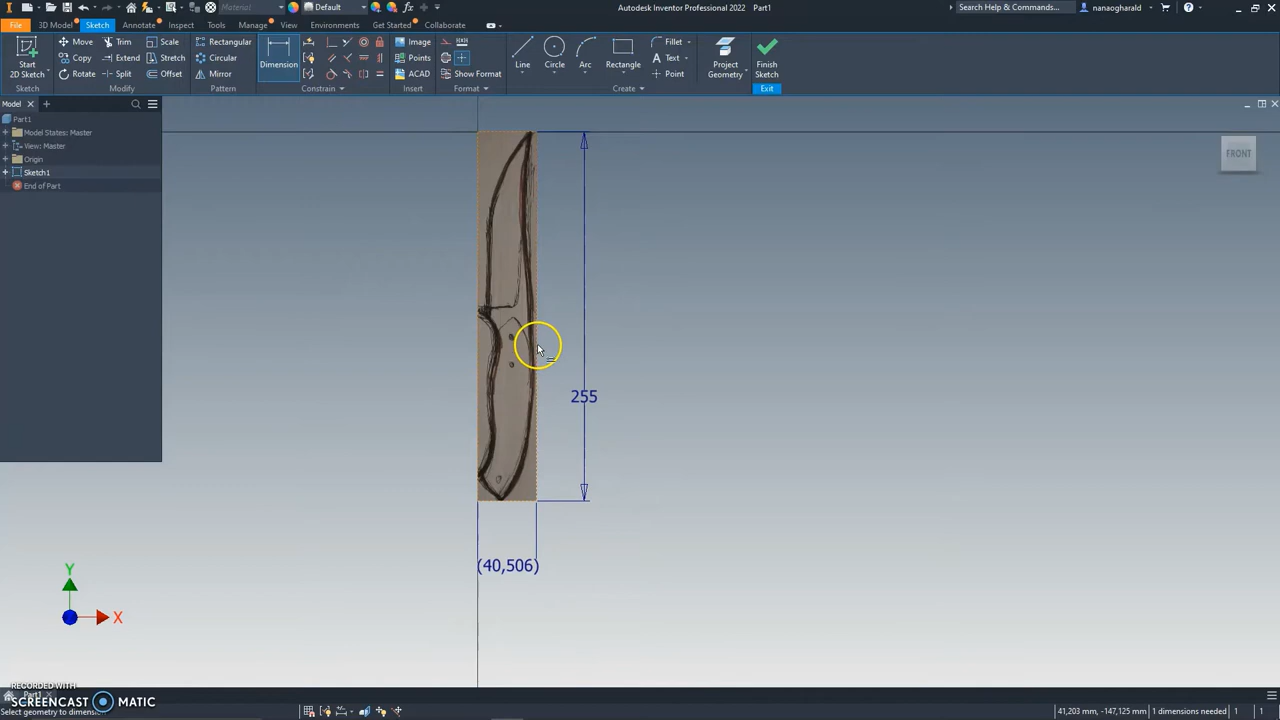 Material
Default
Autodesk Inventor Professional 2022 Part1
Search Help & Commands...
nanaogharald
File
3D Model
Sketch
Annotate
Inspect
Tools
Manage
View
Environments
Get Started
Collaborate
Start
2D Sketch
Move
Trim
Scale
Copy
Extend
Stretch
Rotate
Split
Offset
Rectangular
Circular
Mirror
Dimension
Image
Points
ACAD
Show Format
Line
Circle
Arc
Rectangle
Fillet
Text
Point
Project
Geometry
Finish
Sketch
Sketch
Modify
Pattern
Constrain
Insert
Format
Create
Exit
Model
Part1
Model States: Master
View: Master
Origin
Sketch1
End of Part
FRONT
255
(40,506)
Y
X
RECORDED WITH
SCREENCAST MATIC
Part1
Select geometry to dimension
41,203 mm, -147,125 mm
1 dimensions needed
1
1